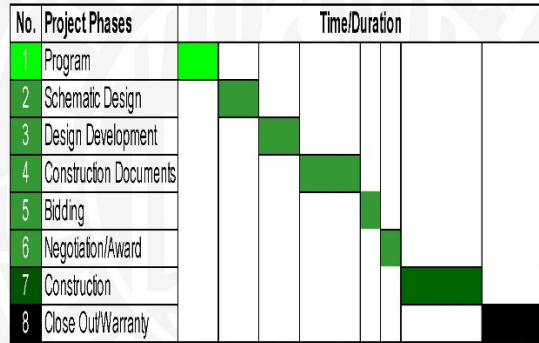 No. Project Phases Time/Duration
1 Program
2 Schematic Design
3 Design Development
4 Construction Documents
5 Bidding
6 Negotiation/Award
7 Construction
8 Close Out/Warranty